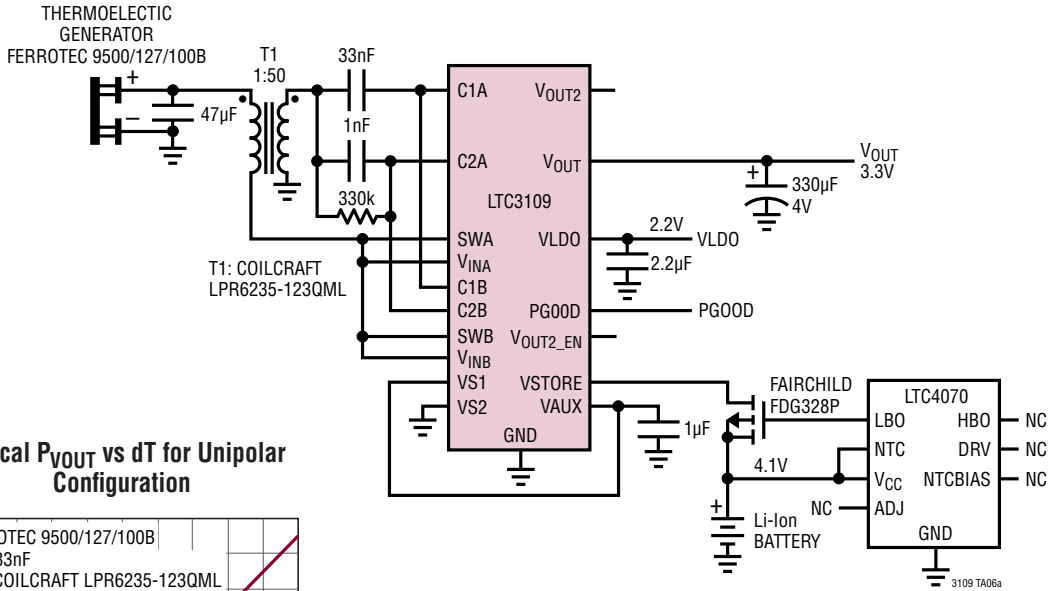 THERMOELECTIC
GENERATOR
FERROTEC 9500/127/100B
T1
1:50
33nF
+
–
47µF
1nF
330k
T1: COILCRAFT
LPR6235-123QML
C1A
C2A
SWA
VINA
C1B
C2B
SWB
VINB
VS1
VS2
LTC3109
GND
VOUT2
VOUT
VLDO
PG00D
VOUT2_EN
VSTORE
VAUX
VOUT
3.3V
+
330µF
4V
2.2V
VLDO
2.2µF
PGOOD
1µF
FAIRCHILD
FDG328P
4.1V
NC
+
Li-Ion
BATTERY
LTC4070
LBO
NTC
VCC
ADJ
HBO
DRV
NTCBIAS
GND
NC
NC
NC
3109 TA06a
cal PVOUT vs dT for Unipolar
Configuration
OTEC 9500/127/100B
33nF
COILCRAFT LPR6235-123QML